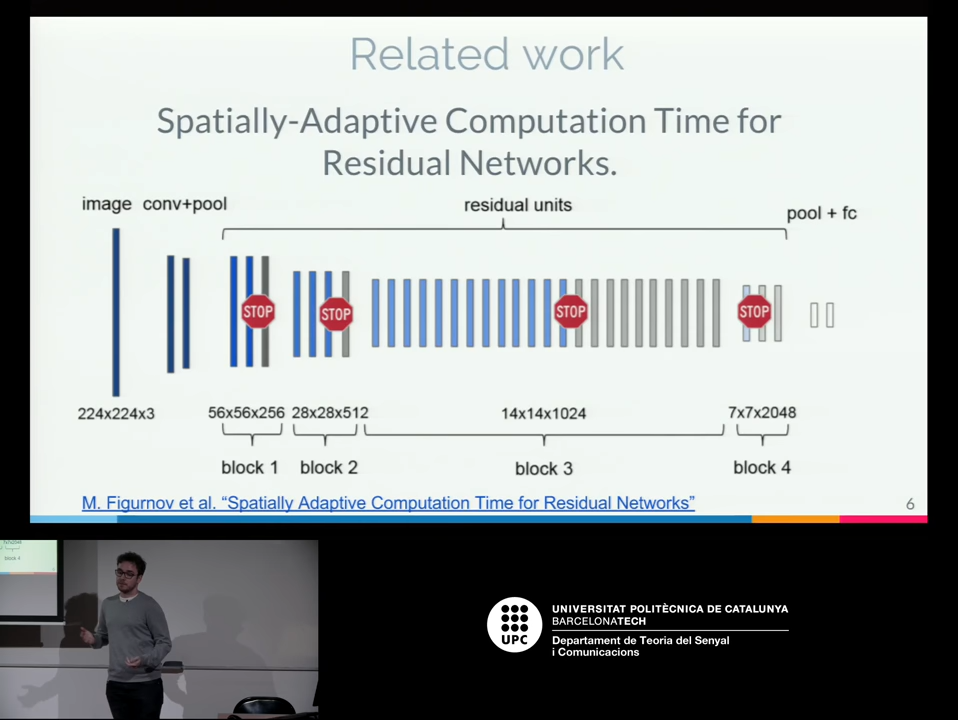 Related work
Spatially-Adaptive Computation Time for
Residual Networks.
image conv+pool residual units pool + fc
STOP STOP STOP STOP
224x224x3 56x56x256 28x28x512 14x14x1024 7x7x2048
block 1 block 2 block 3 block 4
M. Figurnov et al. “Spatially Adaptive Computation Time for Residual Networks” 6
UPC
UNIVERSITAT POLITÈCNICA DE CATALUNYA
BARCELONATECH
Departament de Teoria del Senyal
i Comunicacions